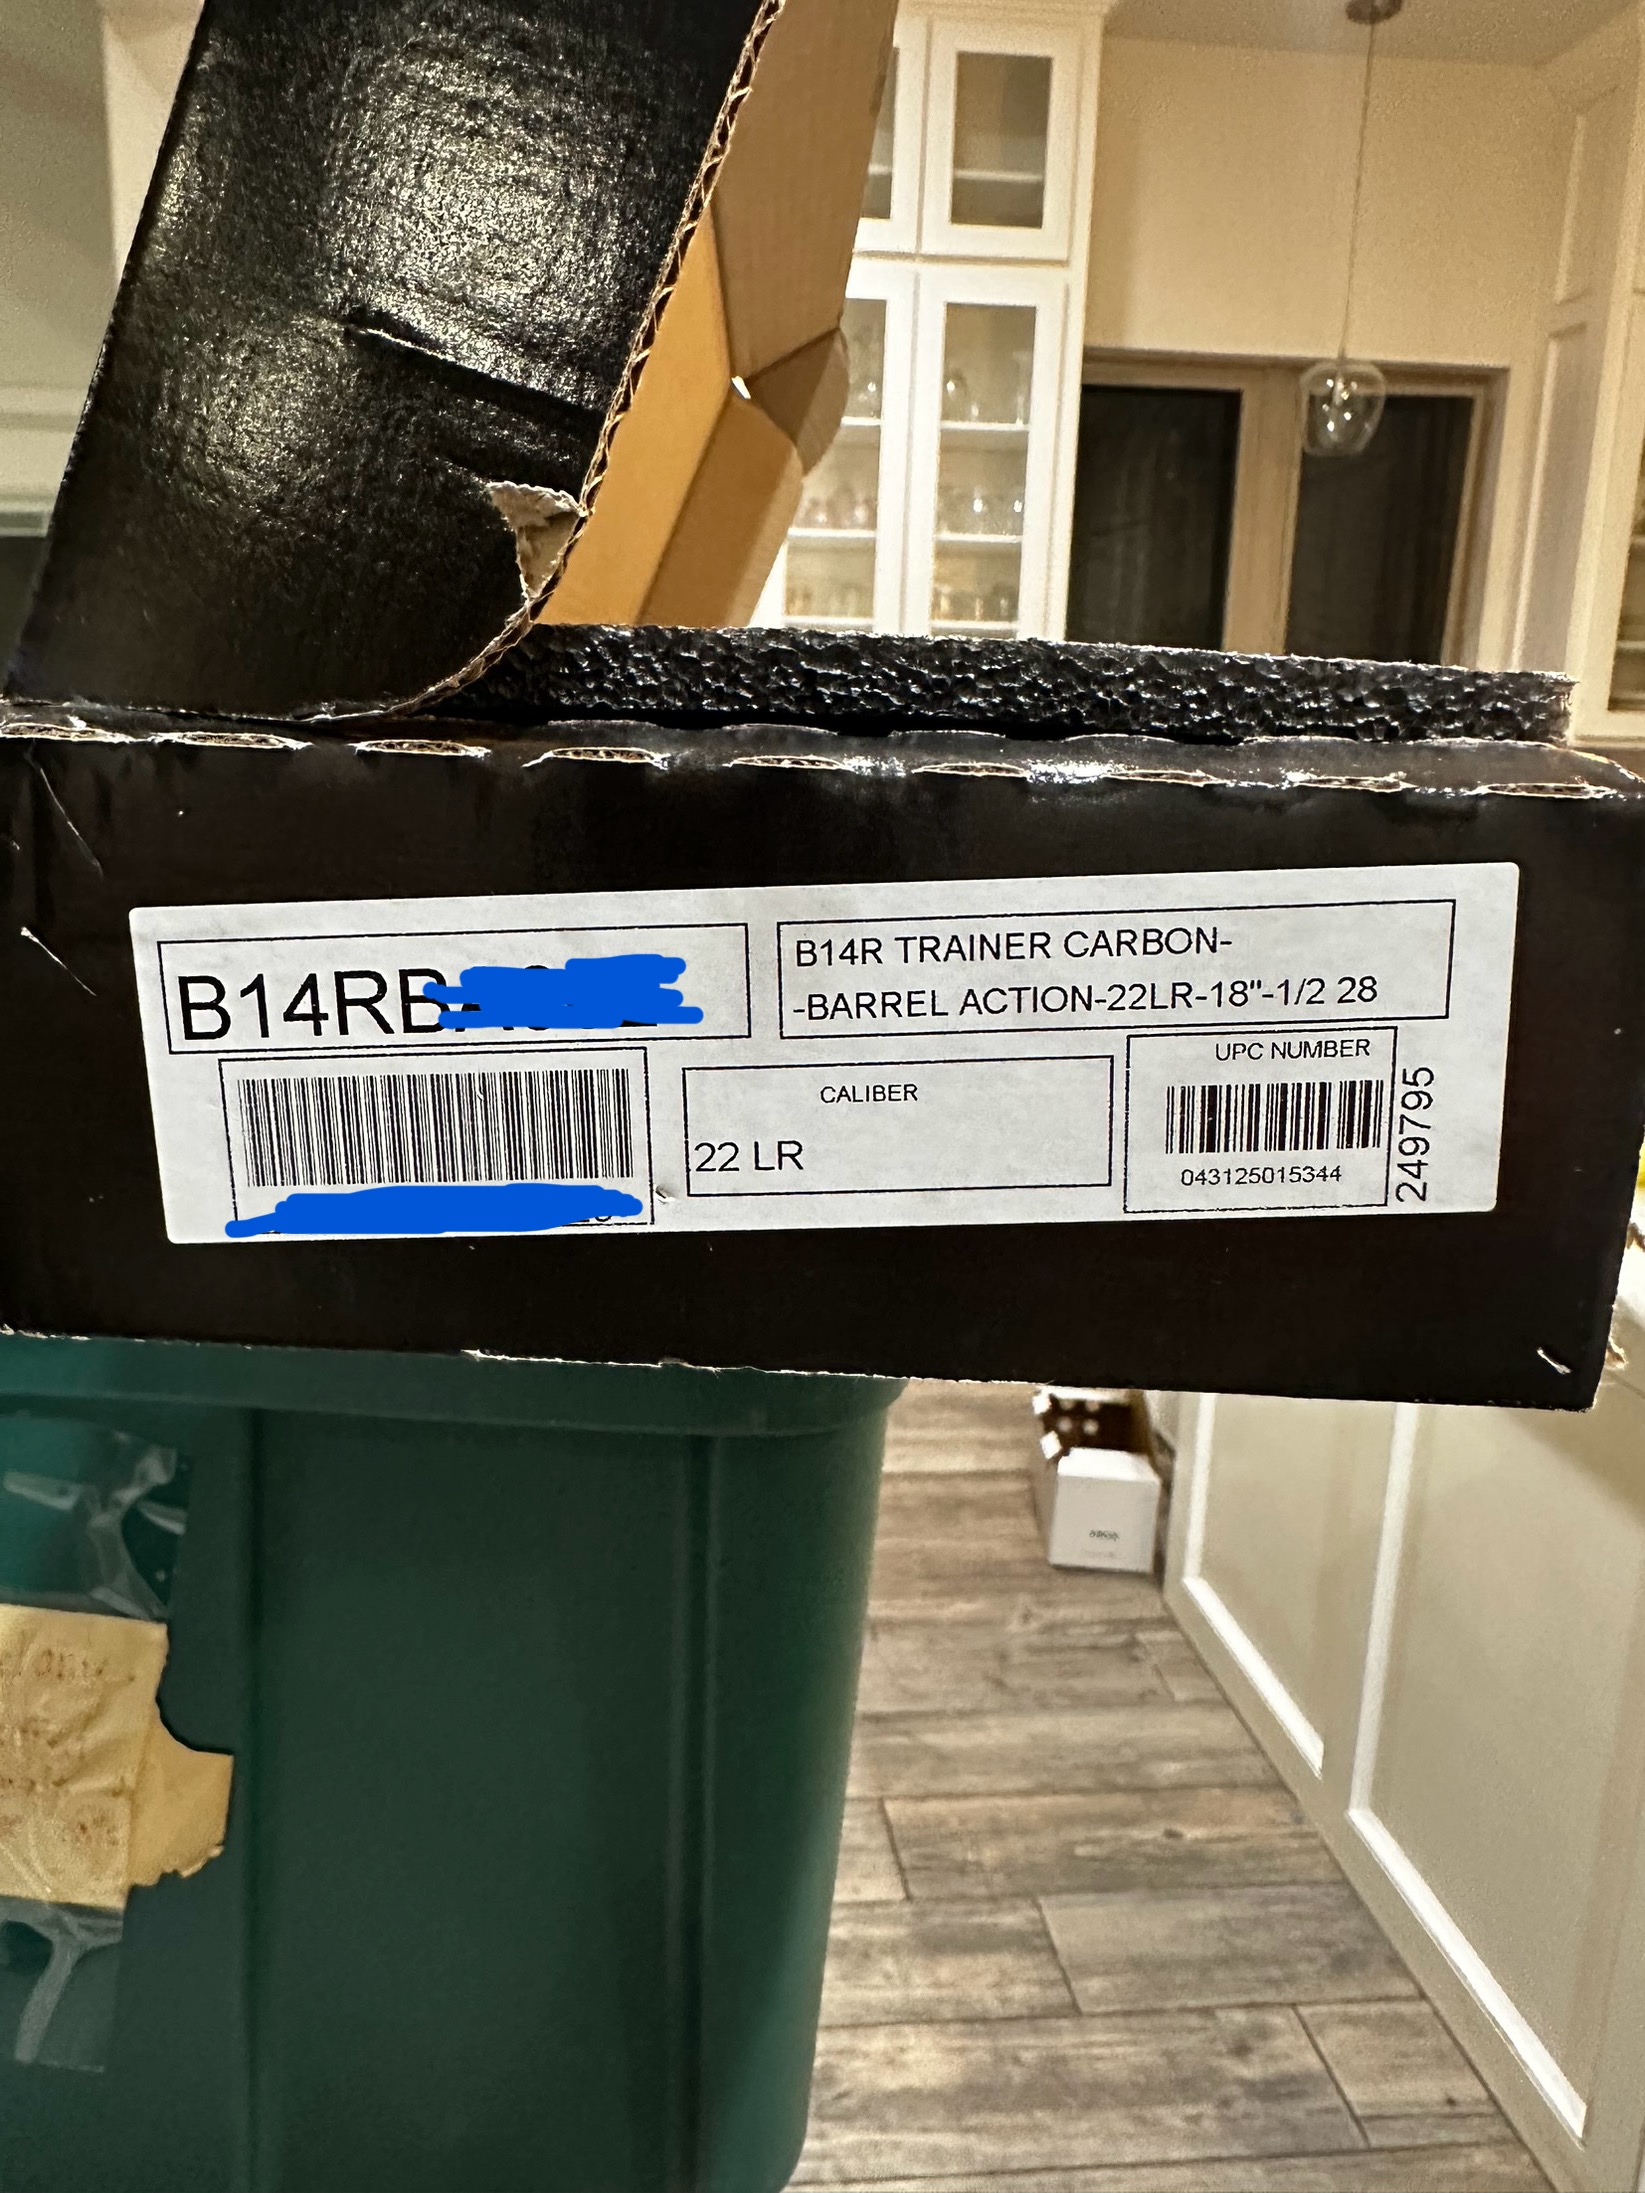 B14RB
B14R TRAINER CARBON-
-BARREL ACTION-22LR-18"-1/2 28
CALIBER
22 LR
UPC NUMBER
043125015344
249795